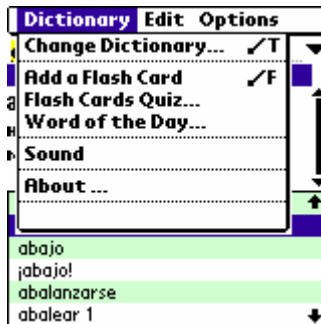 Dictionary Edit Options
Change Dictionary... ✓T
Add a Flash Card ✓F
Flash Cards Quiz...
Word of the Day...
Sound
About ...
abajo
¡abajo!
abalanzarse
abalear 1